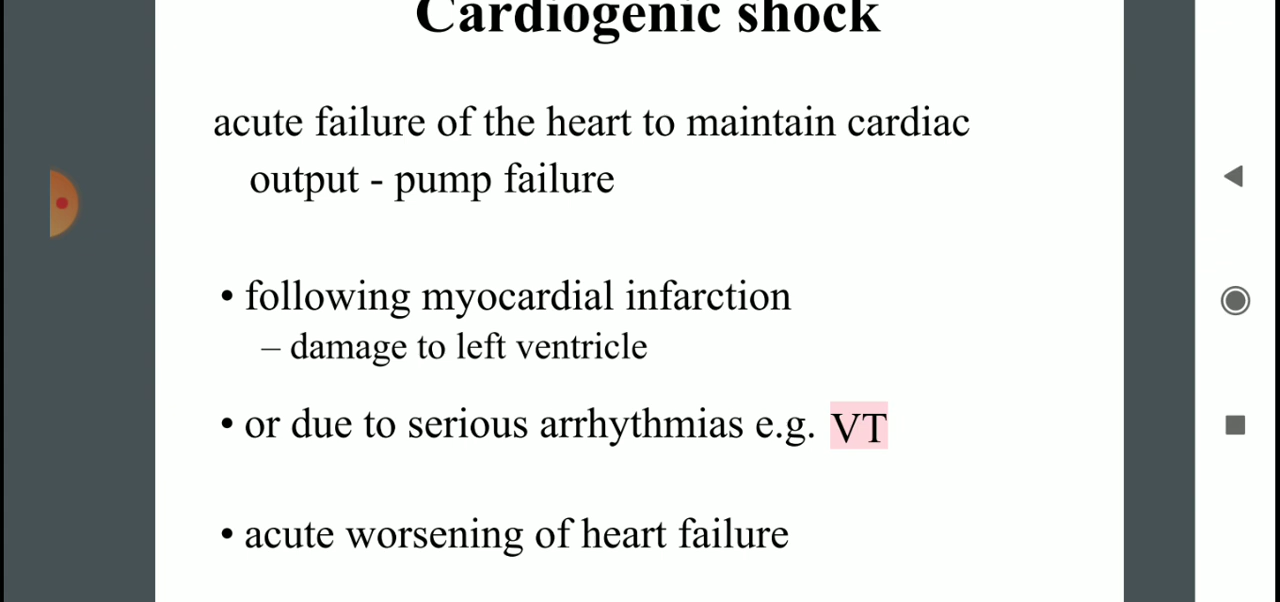 Cardiogenic shock
acute failure of the heart to maintain cardiac
output - pump failure
• following myocardial infarction
– damage to left ventricle
• or due to serious arrhythmias e.g. VT
• acute worsening of heart failure